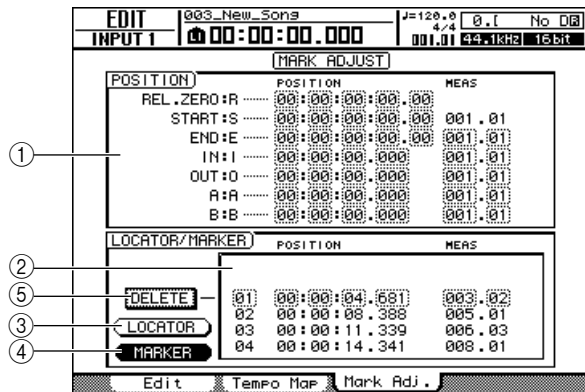 EDIT 003_New_Song J=120.0 0.[ No DR
INPUT 1 00:00:00.000 4/4 001.01 44.1kHz 16bit
MARK ADJUST
POSITION POSITION MEAS
REL.ZERO:R 00:00:00:00.00
START:S 00:00:00:00.00 001.01
END:E 00:00:00:00.00 001.01
IN:I 00:00:00.000 001.01
OUT:O 00:00:00.000 001.01
A:A 00:00:00.000 001.01
B:B 00:00:00.000 001.01
LOCATOR/MARKER POSITION MEAS
DELETE 01 00:00:04.681 003.02
02 00:00:08.388 005.01
LOCATOR 03 00:00:11.339 006.03
MARKER 04 00:00:14.341 008.01
Edit Tempo Map Mark Adj.
1
2
5
3
4